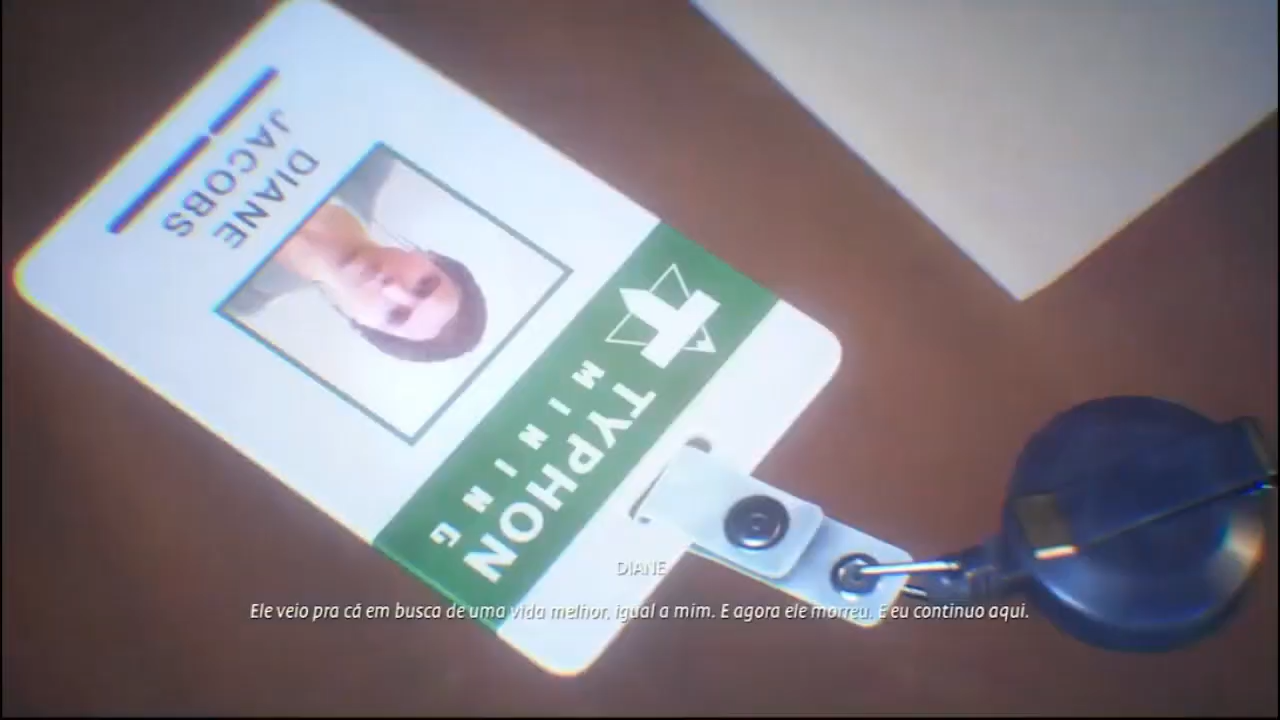 DIANE
JACOBS
TYPHON
MINING
DIANE
Ele veio pra cá em busca de uma vida melhor, igual a mim. E agora ele morreu. E eu continuo aqui.